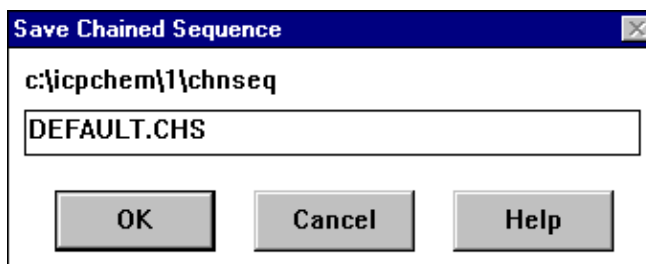 Save Chained Sequence
c:\icpchem\1\chnseq
DEFAULT.CHS
OK Cancel Help